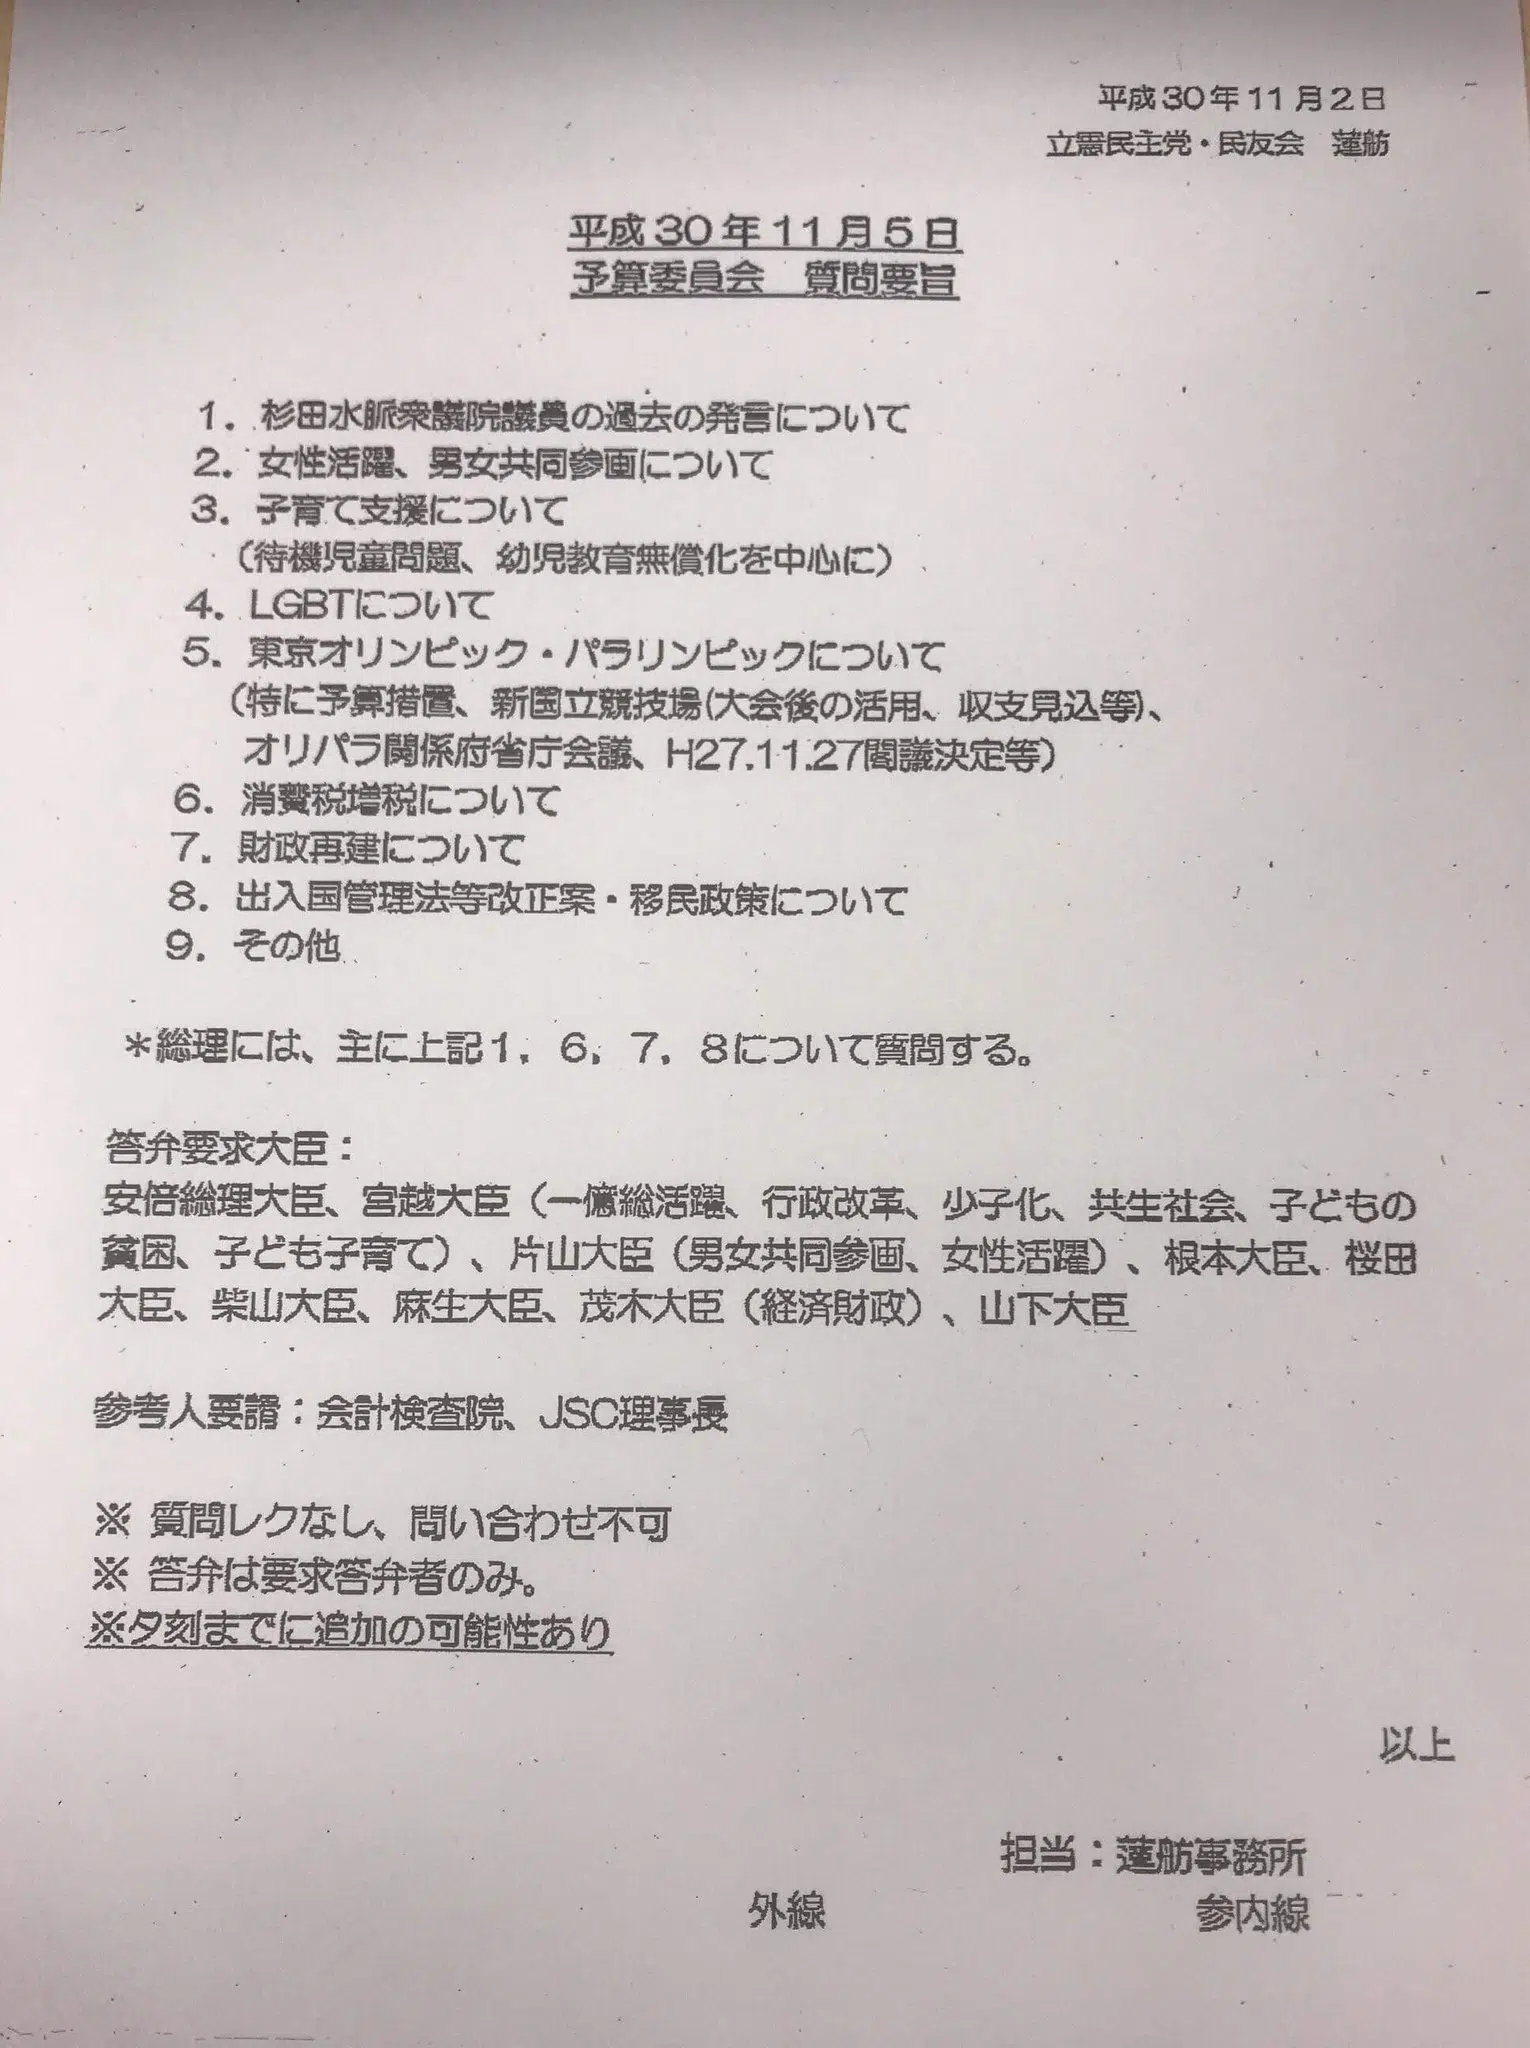 平成30年11月2日
立憲民主党・民友会　蓮舫
平成30年11月5日
予算委員会　質問要旨
1．杉田水脈衆議院議員の過去の発言について
2．女性活躍、男女共同参画について
3．子育て支援について
（待機児童問題、幼児教育無償化を中心に）
4．LGBTについて
5．東京オリンピック・パラリンピックについて
（特に予算措置、新国立競技場(大会後の活用、収支見込等)、
オリパラ関係府省庁会議、H27.11.27閣議決定等）
6．消費税増税について
7．財政再建について
8．出入国管理法等改正案・移民政策について
9．その他
＊総理には、主に上記1，6，7，8について質問する。
答弁要求大臣：
安倍総理大臣、宮越大臣（一億総活躍、行政改革、少子化、共生社会、子どもの
貧困、子ども子育て）、片山大臣（男女共同参画、女性活躍）、根本大臣、桜田
大臣、柴山大臣、麻生大臣、茂木大臣（経済財政）、山下大臣
参考人要請：会計検査院、JSC理事長
※ 質問レクなし、問い合わせ不可
※ 答弁は要求答弁者のみ。
※夕刻までに追加の可能性あり
以上
担当：蓮舫事務所
外線　参内線